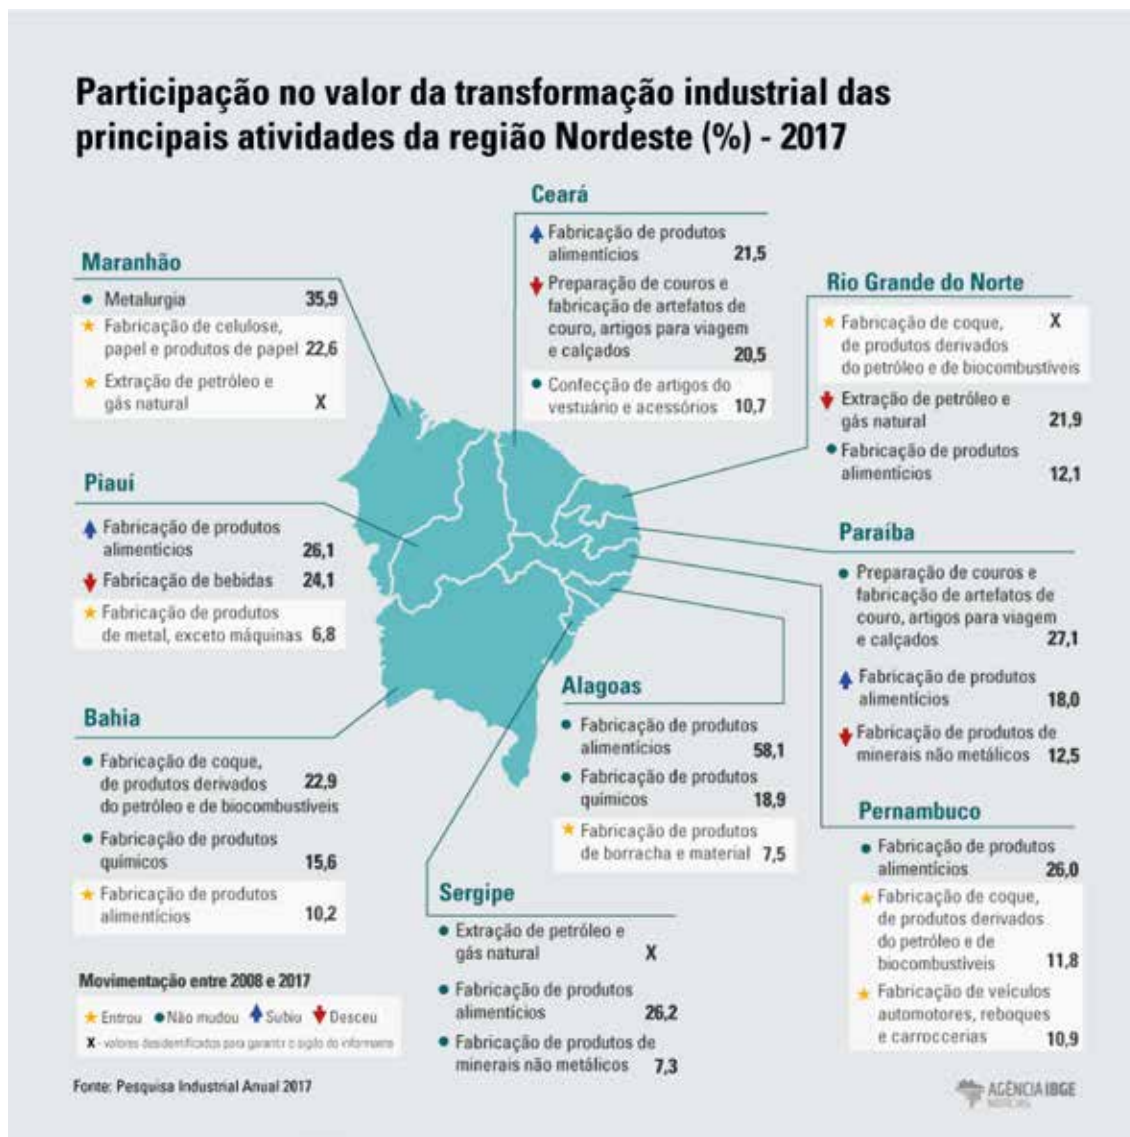 Participação no valor da transformação industrial das
principais atividades da região Nordeste (%) - 2017
Ceará
Fabricação de produtos
alimentícios 21,5
Preparação de couros e
fabricação de artefatos de
couro, artigos para viagem
e calçados 20,5
Confecção de artigos do
vestuário e acessórios 10,7
Maranhão
Metalurgia 35,9
Fabricação de celulose,
papel e produtos de papel 22,6
Extração de petróleo e
gás natural X
Rio Grande do Norte
Fabricação de coque, X
de produtos derivados
do petróleo e de biocombustíveis
Extração de petróleo e
gás natural 21,9
Fabricação de produtos
alimentícios 12,1
Piauí
Fabricação de produtos
alimentícios 26,1
Fabricação de bebidas 24,1
Fabricação de produtos
de metal, exceto máquinas 6,8
Paraíba
Preparação de couros e
fabricação de artefatos de
couro, artigos para viagem
e calçados 27,1
Fabricação de produtos
alimentícios 18,0
Fabricação de produtos de
minerais não metálicos 12,5
Bahia
Fabricação de coque,
de produtos derivados 22,9
do petróleo e de biocombustíveis
Fabricação de produtos
químicos 15,6
Fabricação de produtos
alimentícios 10,2
Alagoas
Fabricação de produtos
alimentícios 58,1
Fabricação de produtos
químicos 18,9
Fabricação de produtos
de borracha e material 7,5
Pernambuco
Fabricação de produtos
alimentícios 26,0
Fabricação de coque,
de produtos derivados
do petróleo e de
biocombustíveis 11,8
Fabricação de veículos
automotores, reboques
e carroccerias 10,9
Sergipe
Extração de petróleo e
gás natural X
Fabricação de produtos
alimentícios 26,2
Fabricação de produtos de
minerais não metálicos 7,3
Movimentação entre 2008 e 2017
Entrou Não mudou Subiu Desceu
X - valores desidentificados para garantir o sigilo do informante
Fonte: Pesquisa Industrial Anual 2017
AGÊNCIA IBGE
NOTÍCIAS